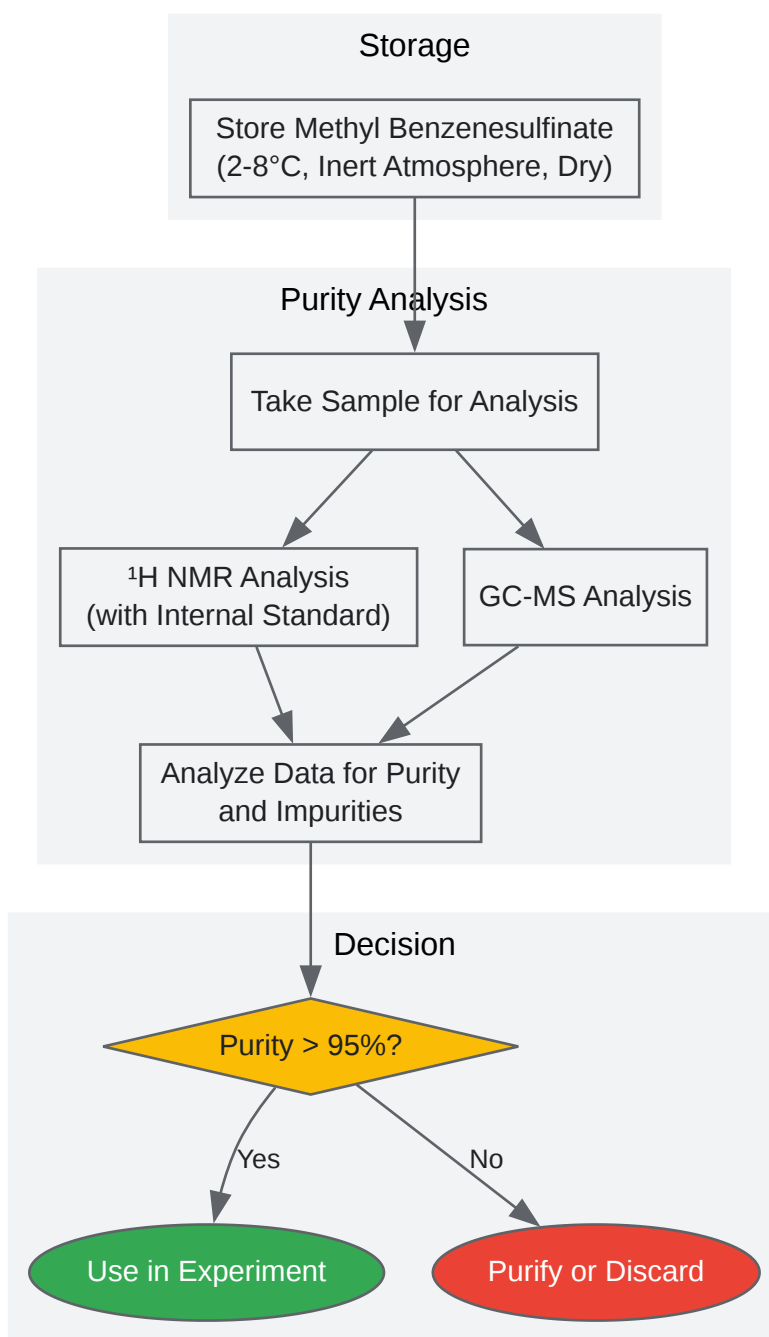 Storage
Store Methyl Benzenesulfinate
(2-8°C, Inert Atmosphere, Dry)
Purity Analysis
Take Sample for Analysis
¹H NMR Analysis
(with Internal Standard)
GC-MS Analysis
Analyze Data for Purity
and Impurities
Decision
Purity > 95%?
Yes
No
Use in Experiment
Purify or Discard